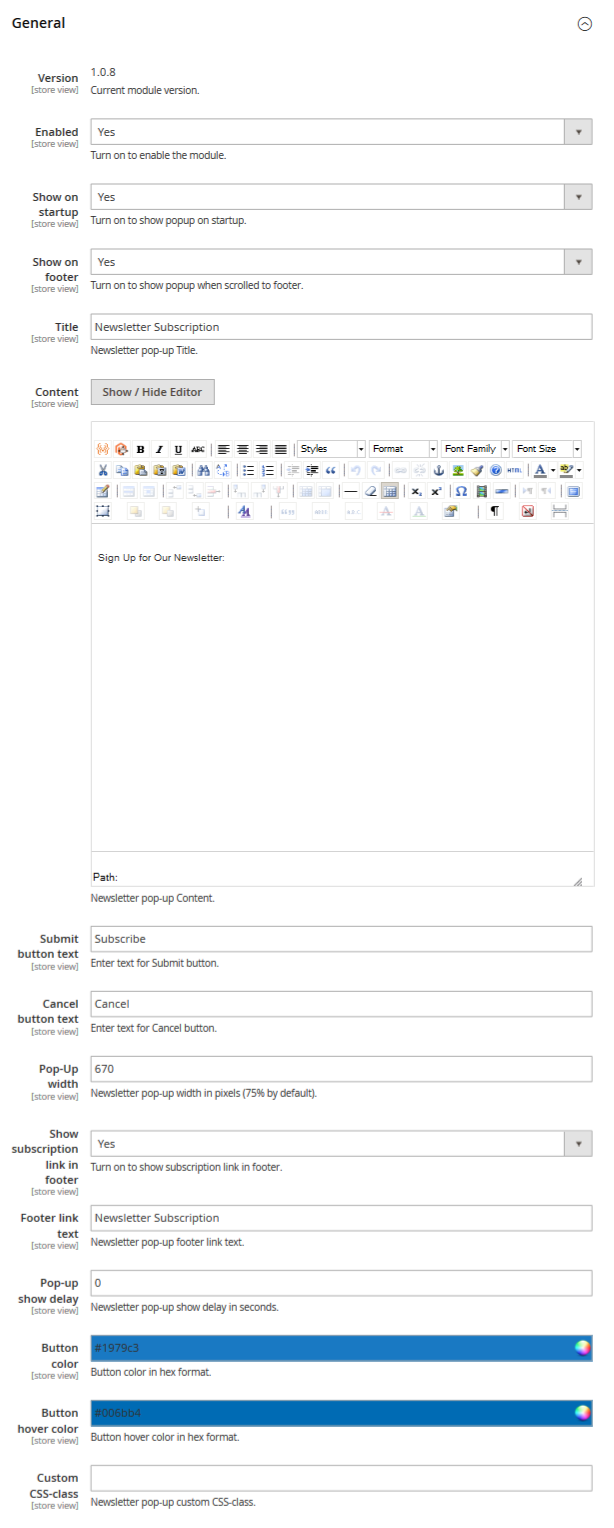 General
Version
[store view]
1.0.8
Current module version.
Enabled
[store view]
Yes
Turn on to enable the module.
Show on
startup
[store view]
Yes
Turn on to show popup on startup.
Show on
footer
[store view]
Yes
Turn on to show popup when scrolled to footer.
Title
[store view]
Newsletter Subscription
Newsletter pop-up Title.
Content
[store view]
Show / Hide Editor
B I U ABC Styles Format Font Family Font Size
HTML A ab
x₂ x² Ω
A A A ¶
Sign Up for Our Newsletter:
Path:
Newsletter pop-up Content.
Submit
button text
[store view]
Subscribe
Enter text for Submit button.
Cancel
button text
[store view]
Cancel
Enter text for Cancel button.
Pop-Up
width
[store view]
670
Newsletter pop-up width in pixels (75% by default).
Show
subscription
link in
footer
[store view]
Yes
Turn on to show subscription link in footer.
Footer link
text
[store view]
Newsletter Subscription
Newsletter pop-up footer link text.
Pop-up
show delay
[store view]
0
Newsletter pop-up show delay in seconds.
Button
color
[store view]
#1979c3
Button color in hex format.
Button
hover color
[store view]
#006bb4
Button hover color in hex format.
Custom
CSS-class
[store view]
Newsletter pop-up custom CSS-class.